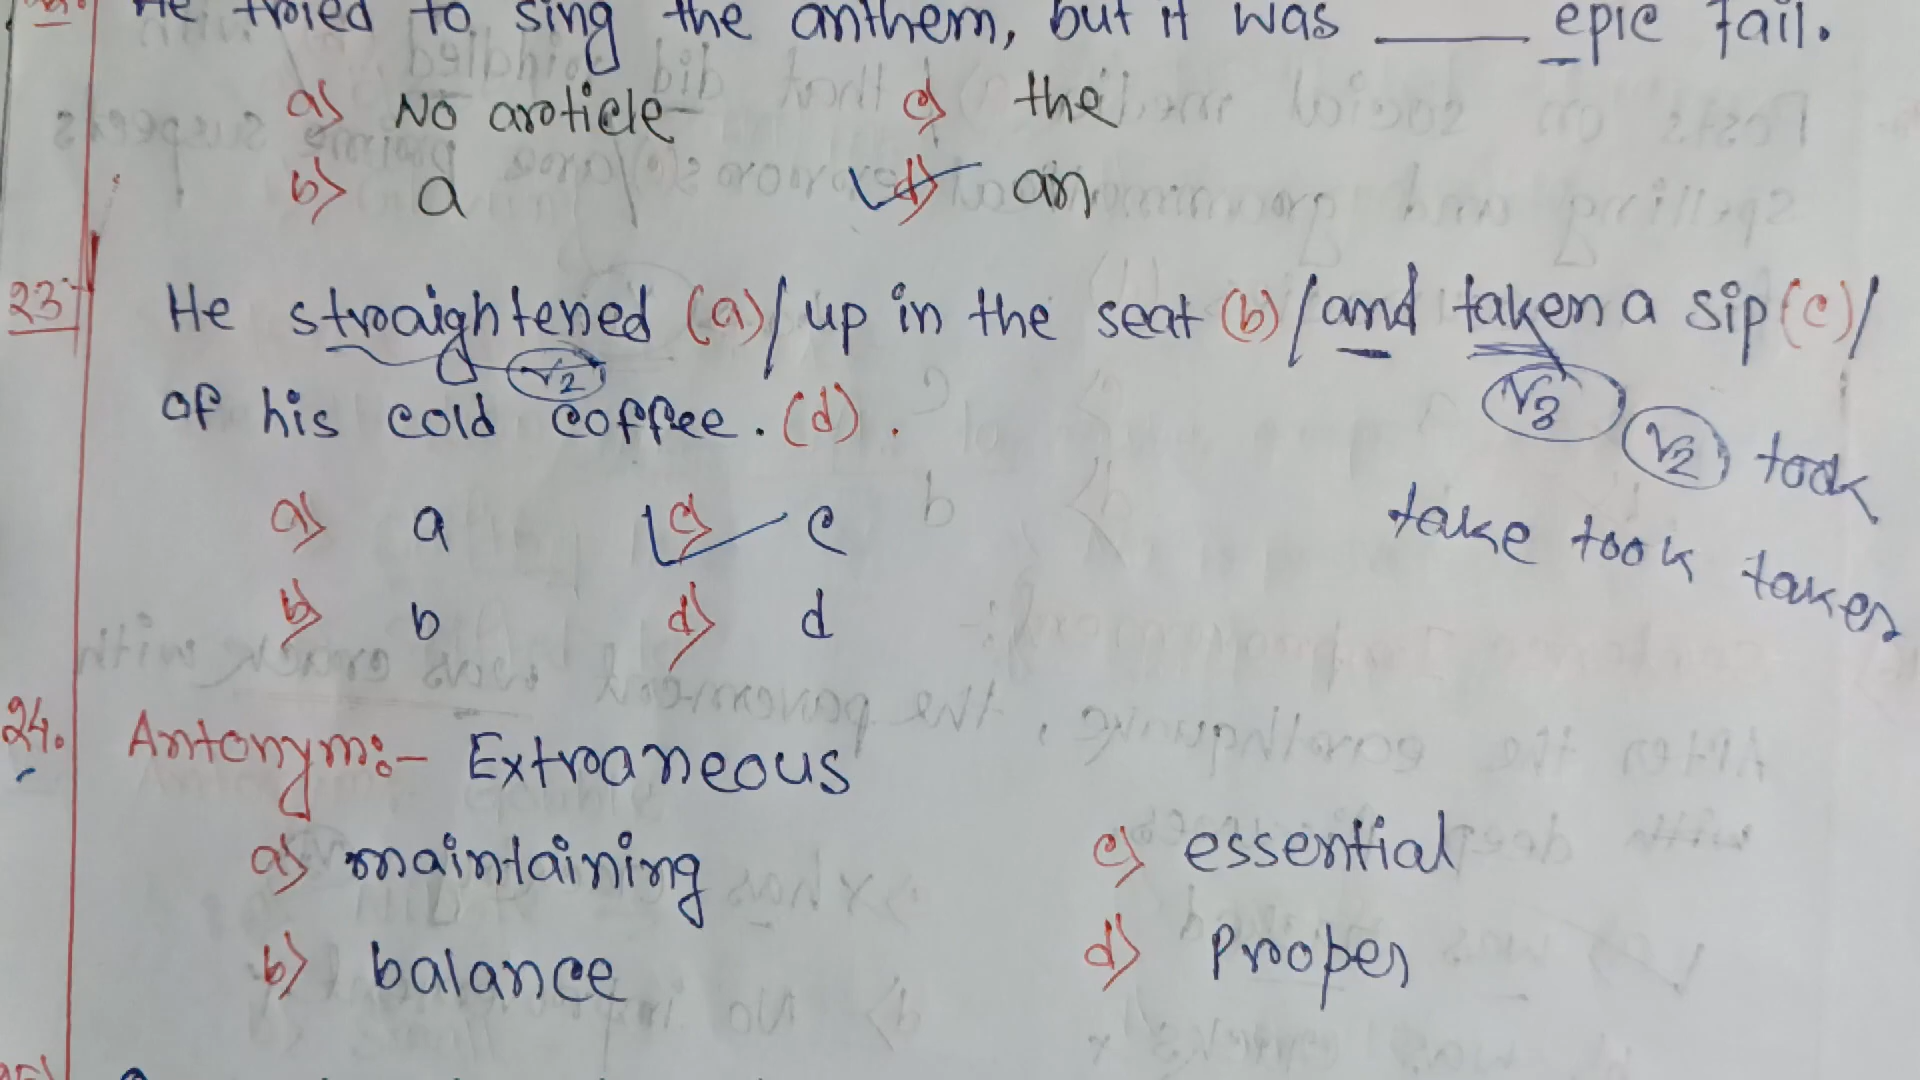 He tried to sing the anthem, but it was ____ epic fail.
a) No article c) the
b) a d) an
23 He straightened (a)/ up in the seat (b)/ and taken a sip (c)/
V2
of his cold coffee. (d).
V3
V2 took
take took taken
a) a c) c
b) b d) d
24. Antonym:- Extraneous
a) maintaining c) essential
b) balance d) Proper